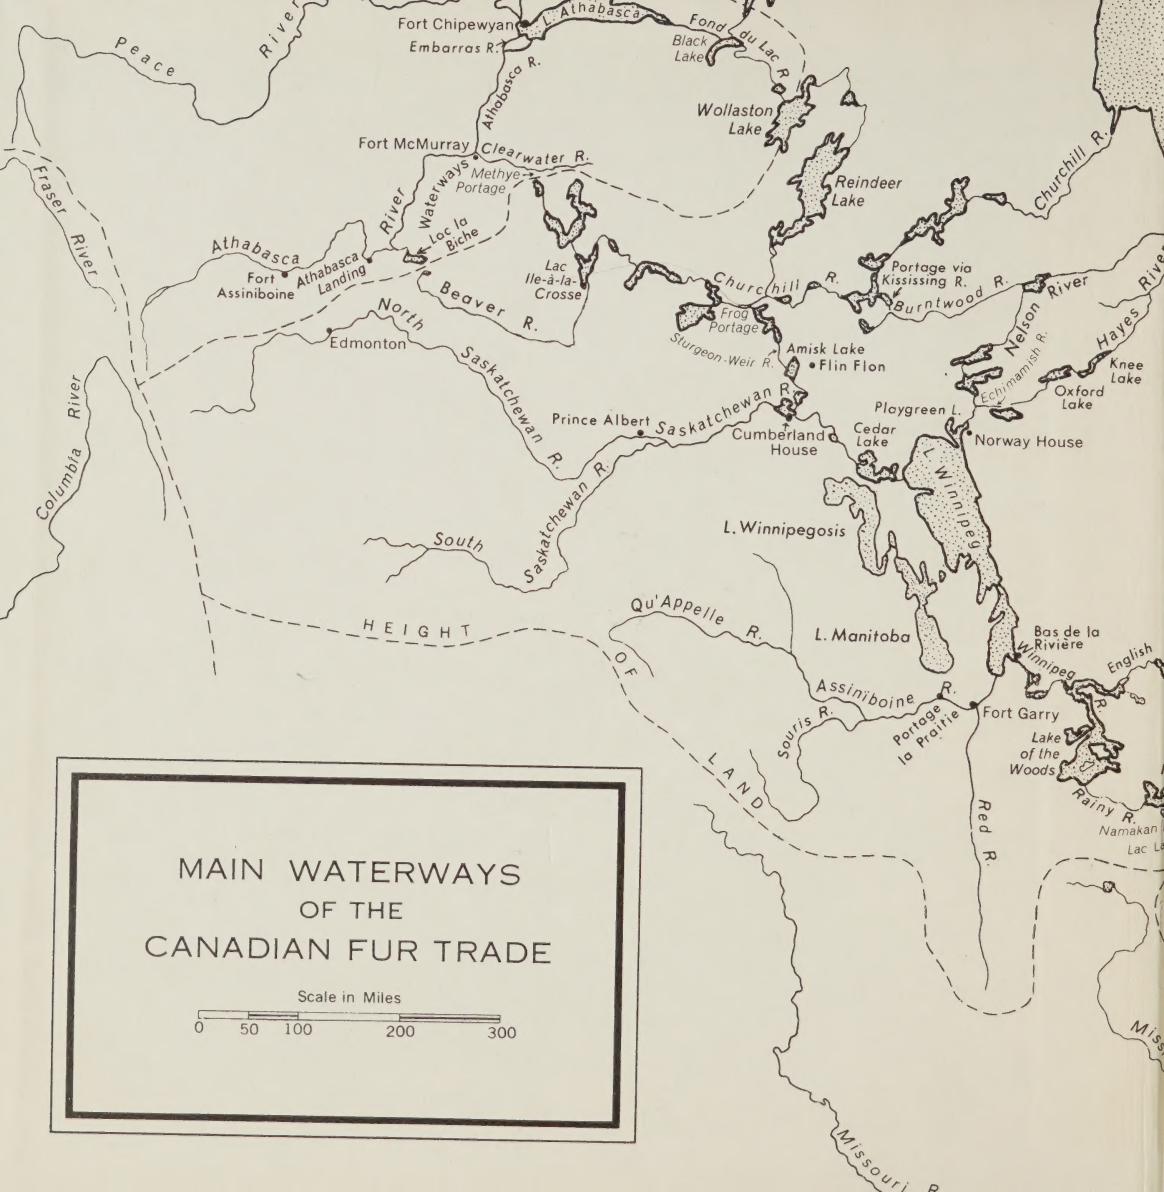 Peace River
Fort Chipewyan
L. Athabasca
Embarras R.
Fond du Lac R.
Black
Lake
Athabasca R.
Wollaston
Lake
Fort McMurray
Clearwater R.
Waterways
Methye
Portage
Reindeer
Lake
Churchill R.
Fraser River
Athabasca River
Lac la
Biche
Fort
Assiniboine
Athabasca
Landing
Lac
Ile-à-la-
Crosse
Beaver R.
Churchill R.
Portage via
Kississing R.
Burntwood R.
Nelson River
Hayes River
North Saskatchewan R.
Edmonton
Frog
Portage
Sturgeon-Weir R.
Amisk Lake
Flin Flon
Echimamish R.
Knee
Lake
Oxford
Lake
Columbia River
Prince Albert
Saskatchewan R.
Cumberland
House
Playgreen L.
Cedar
Lake
Norway House
L. Winnipeg
South Saskatchewan R.
L. Winnipegosis
HEIGHT OF LAND
Qu'Appelle R.
L. Manitoba
Bas de la
Rivière
Winnipeg R.
English
Assiniboine R.
Souris R.
Portage
la Prairie
Fort Garry
Lake
of the
Woods
Rainy R.
Namakan
Lac La
Red R.
MAIN WATERWAYS
OF THE
CANADIAN FUR TRADE
Scale in Miles
0 50 100 200 300
Miss
Missouri R